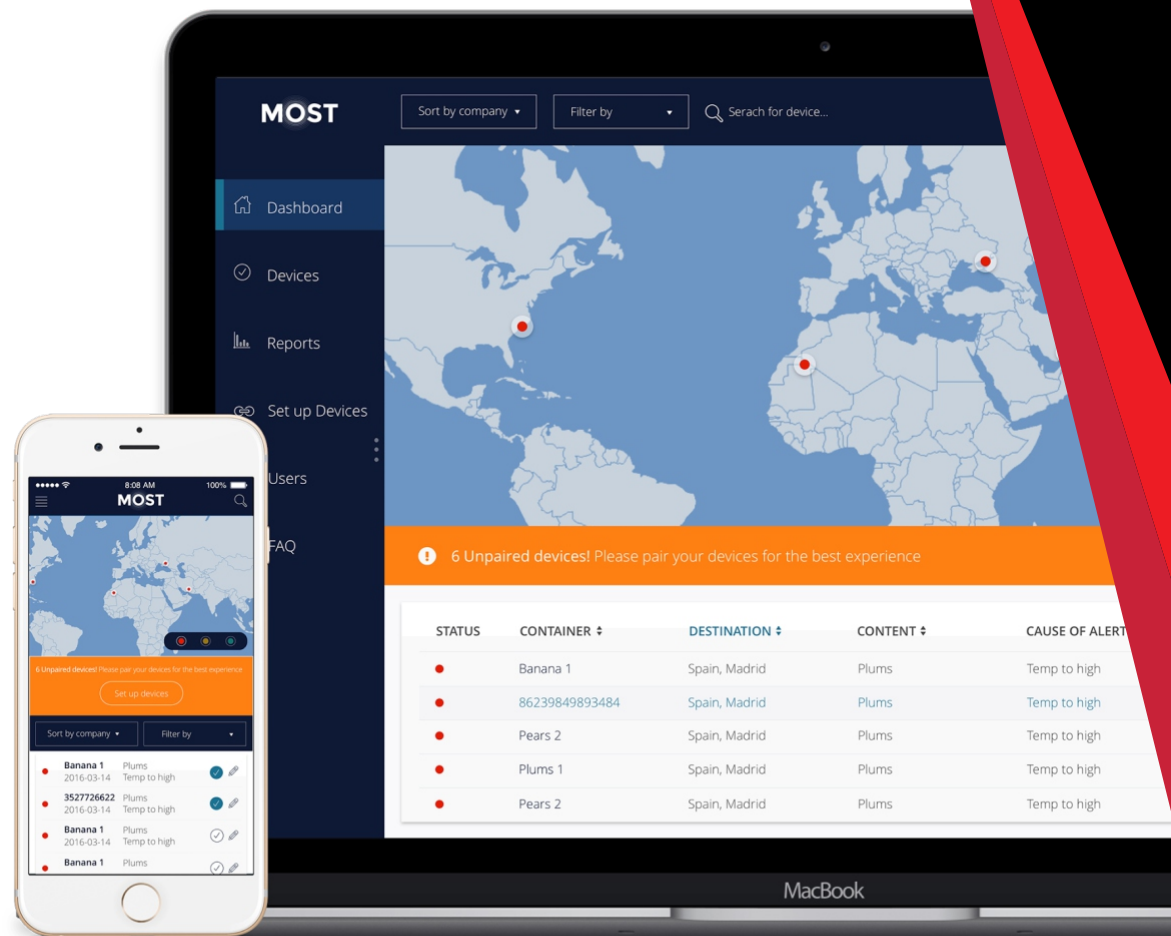 MOST
Sort by company
Filter by
Serach for device...
Dashboard
Devices
Reports
Set up Devices
Users
FAQ
6 Unpaired devices! Please pair your devices for the best experience
STATUS CONTAINER DESTINATION CONTENT CAUSE OF ALERT
Banana 1 Spain, Madrid Plums Temp to high
86239849893484 Spain, Madrid Plums Temp to high
Pears 2 Spain, Madrid Plums Temp to high
Plums 1 Spain, Madrid Plums Temp to high
Pears 2 Spain, Madrid Plums Temp to high
MacBook
8:08 AM 100%
MOST
6 Unpaired devices! Please pair your devices for the best experience
Set up devices
Sort by company Filter by
Banana 1 Plums
2016-03-14 Temp to high
3527726622 Plums
2016-03-14 Temp to high
Banana 1 Plums
2016-03-14 Temp to high
Banana 1 Plums